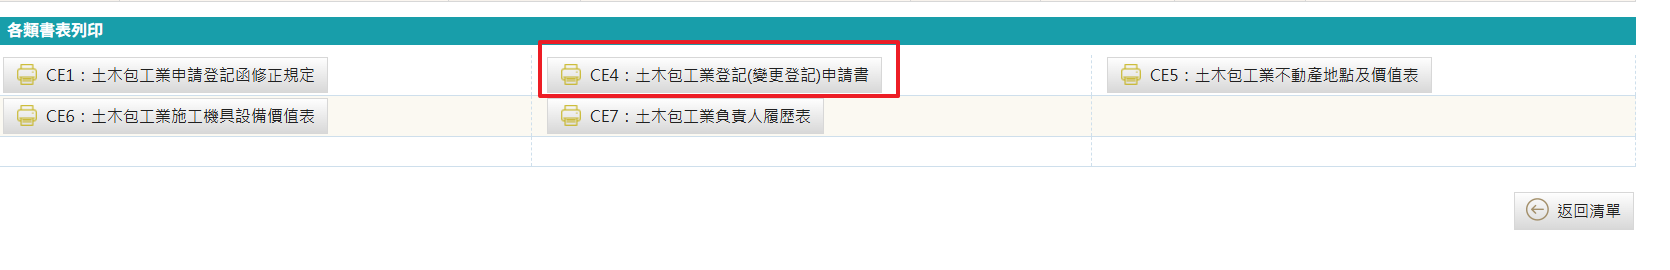 各類書表列印
CE1：土木包工業申請登記函修正規定
CE4：土木包工業登記(變更登記)申請書
CE5：土木包工業不動產地點及價值表
CE6：土木包工業施工機具設備價值表
CE7：土木包工業負責人履歷表
返回清單